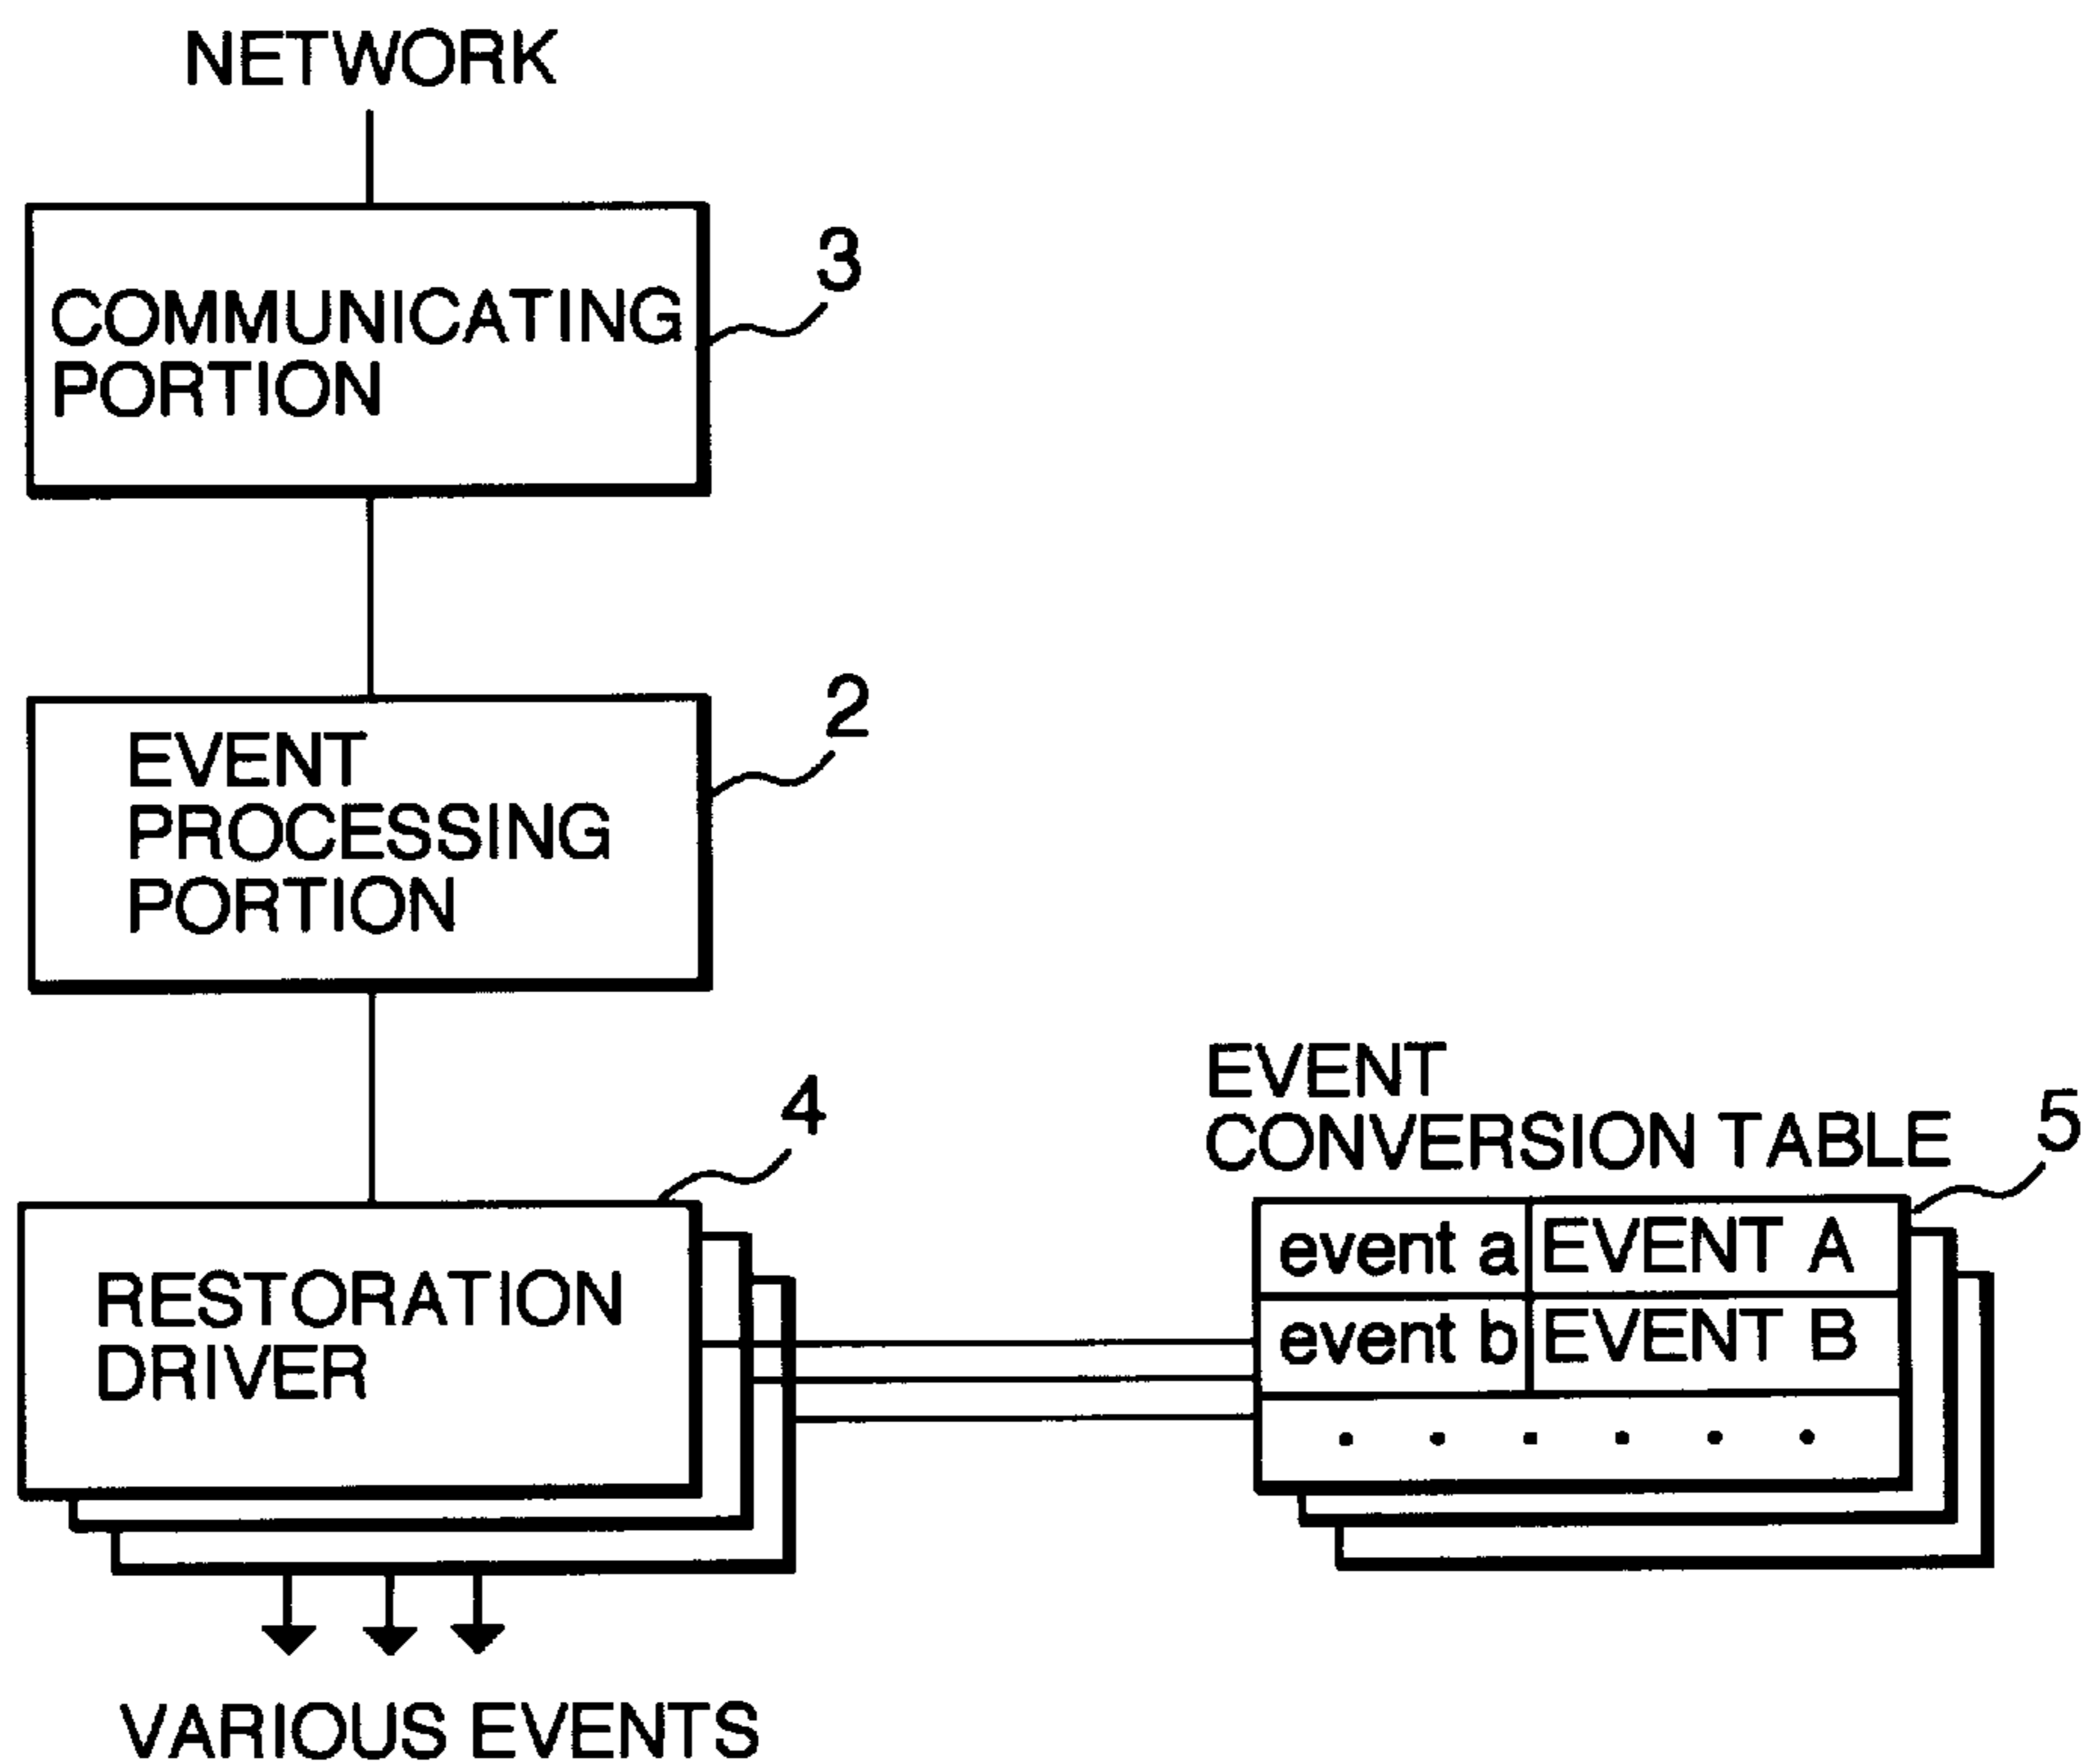 NETWORK
COMMUNICATING
PORTION
3
EVENT
PROCESSING
PORTION
2
RESTORATION
DRIVER
4
EVENT
CONVERSION TABLE
5
event a EVENT A
event b EVENT B
. . . . . .
VARIOUS EVENTS